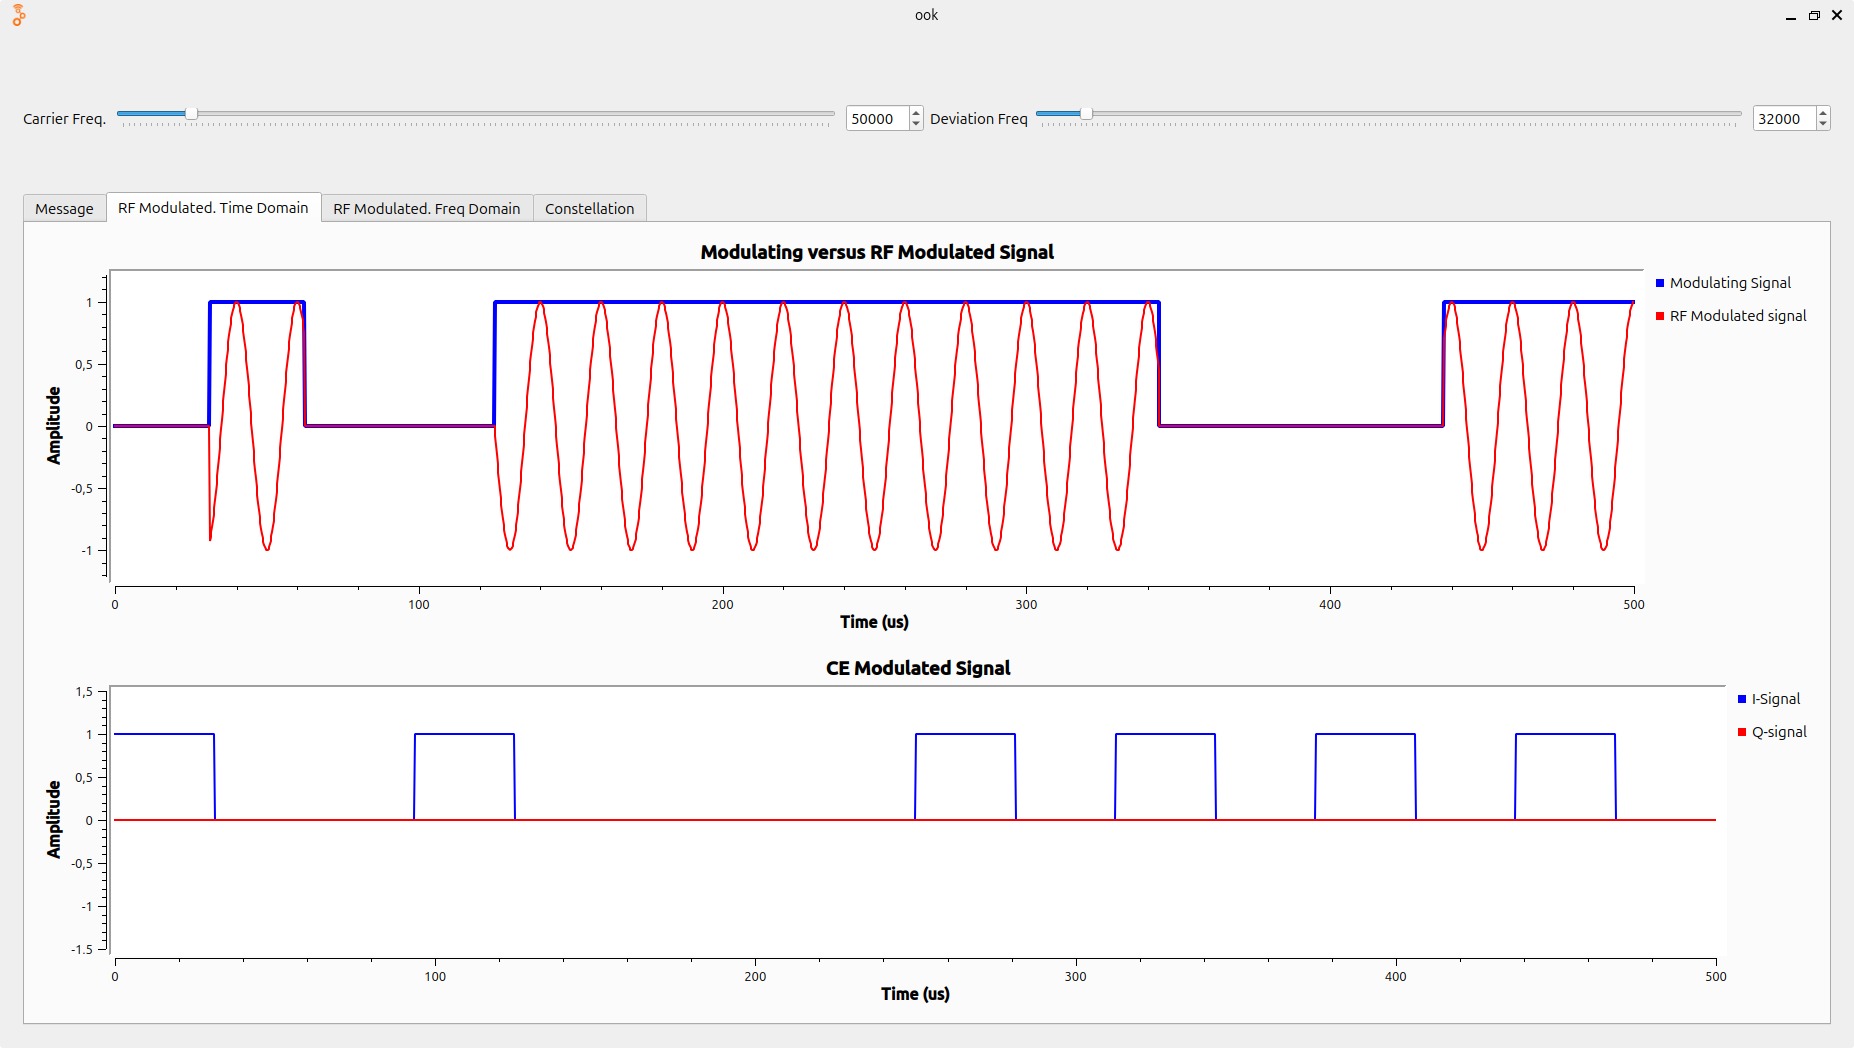 ook
Carrier Freq. 50000 Deviation Freq 32000
Message RF Modulated. Time Domain RF Modulated. Freq Domain Constellation
Modulating versus RF Modulated Signal
Modulating Signal
RF Modulated signal
Amplitude
1
0,5
0
-0,5
-1
0 100 200 300 400 500
Time (us)
CE Modulated Signal
I-Signal
Q-signal
Amplitude
1,5
1
0,5
0
-0,5
-1
-1.5
0 100 200 300 400 500
Time (us)